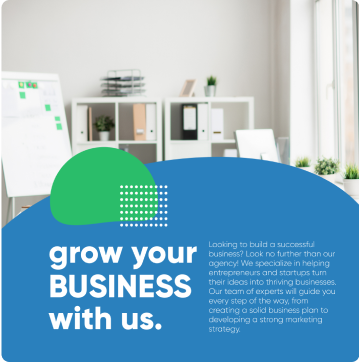 grow your
BUSINESS
with us.
Looking to build a successful
business? Look no further than our
agency! We specialize in helping
entrepreneurs and startups turn
their ideas into thriving businesses.
Our team of experts will guide you
every step of the way, from
creating a solid business plan to
developing a strong marketing
strategy.